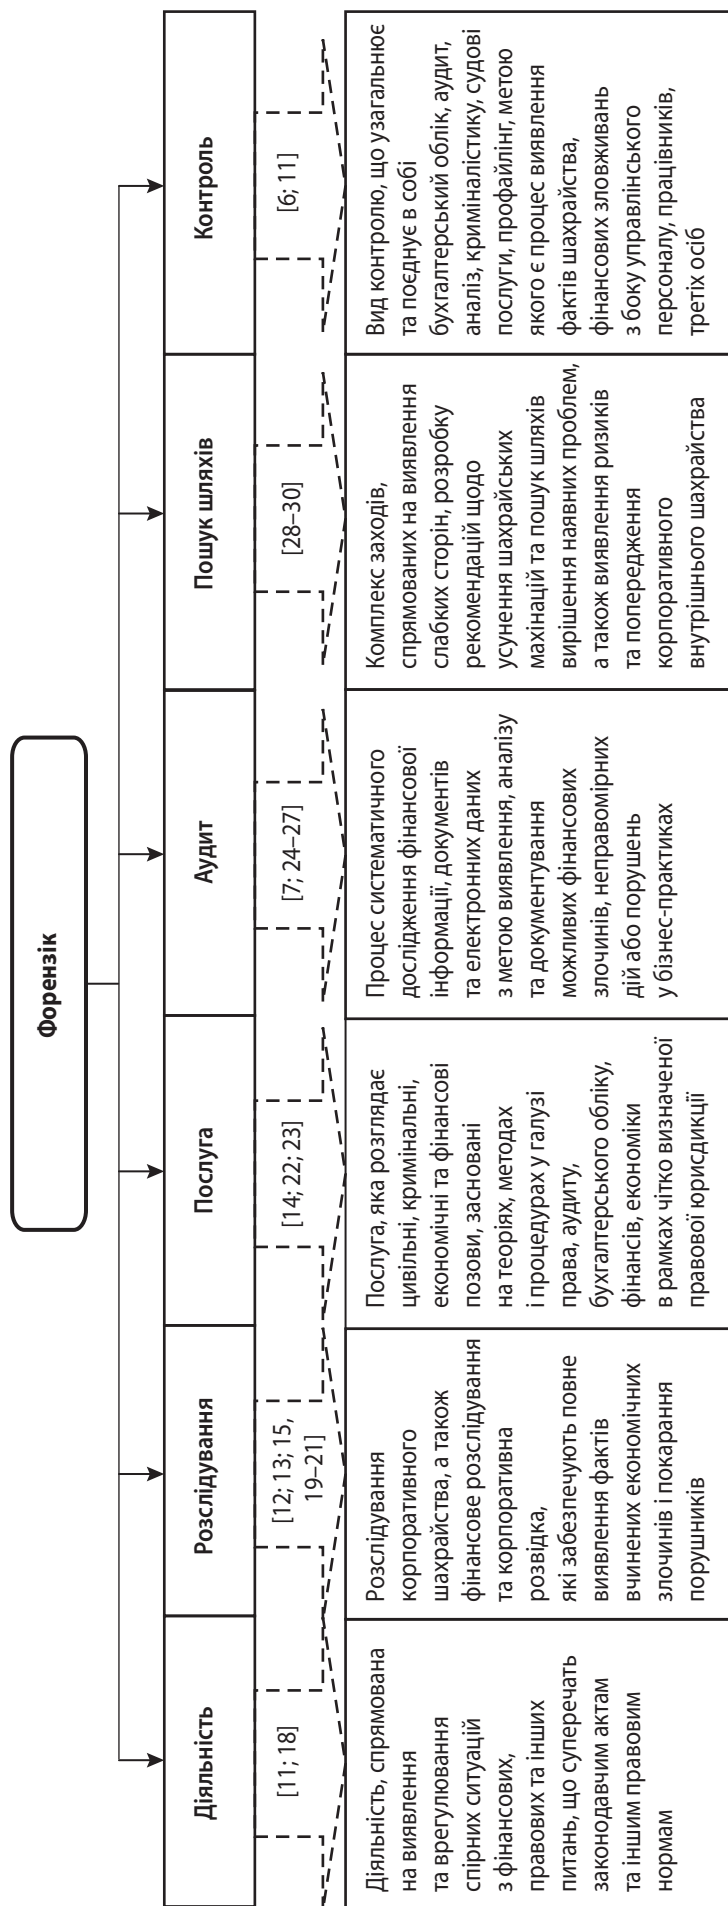 Форензік
Діяльність
[11; 18]
Діяльність, спрямована
на виявлення
та врегулювання
спірних ситуацій
з фінансових,
правових та інших
питань, що суперечать
законодавчим актам
та іншим правовим
нормам
Розслідування
[12; 13; 15,
19–21]
Розслідування
корпоративного
шахрайства, а також
фінансове розслідування
та корпоративна
розвідка,
які забезпечують повне
виявлення фактів
вчинених економічних
злочинів і покарання
порушників
Послуга
[14; 22; 23]
Послуга, яка розглядає
цивільні, кримінальні,
економічні та фінансові
позови, засновані
на теоріях, методах
і процедурах у галузі
права, аудиту,
бухгалтерського обліку,
фінансів, економіки
в рамках чітко визначеної
правової юрисдикції
Аудит
[7; 24–27]
Процес систематичного
дослідження фінансової
інформації, документів
та електронних даних
з метою виявлення, аналізу
та документування
можливих фінансових
злочинів, неправомірних
дій або порушень
у бізнес-практиках
Пошук шляхів
[28–30]
Комплекс заходів,
спрямованих на виявлення
слабких сторін, розробку
рекомендацій щодо
усунення шахрайських
махінацій та пошук шляхів
вирішення наявних проблем,
а також виявлення ризиків
та попередження
корпоративного
внутрішнього шахрайства
Контроль
[6; 11]
Вид контролю, що узагальнює
та поєднує в собі
бухгалтерський облік, аудит,
аналіз, криміналістику, судові
послуги, профайлінг, метою
якого є процес виявлення
фактів шахрайства,
фінансових зловживань
з боку управлінського
персоналу, працівників,
третіх осіб